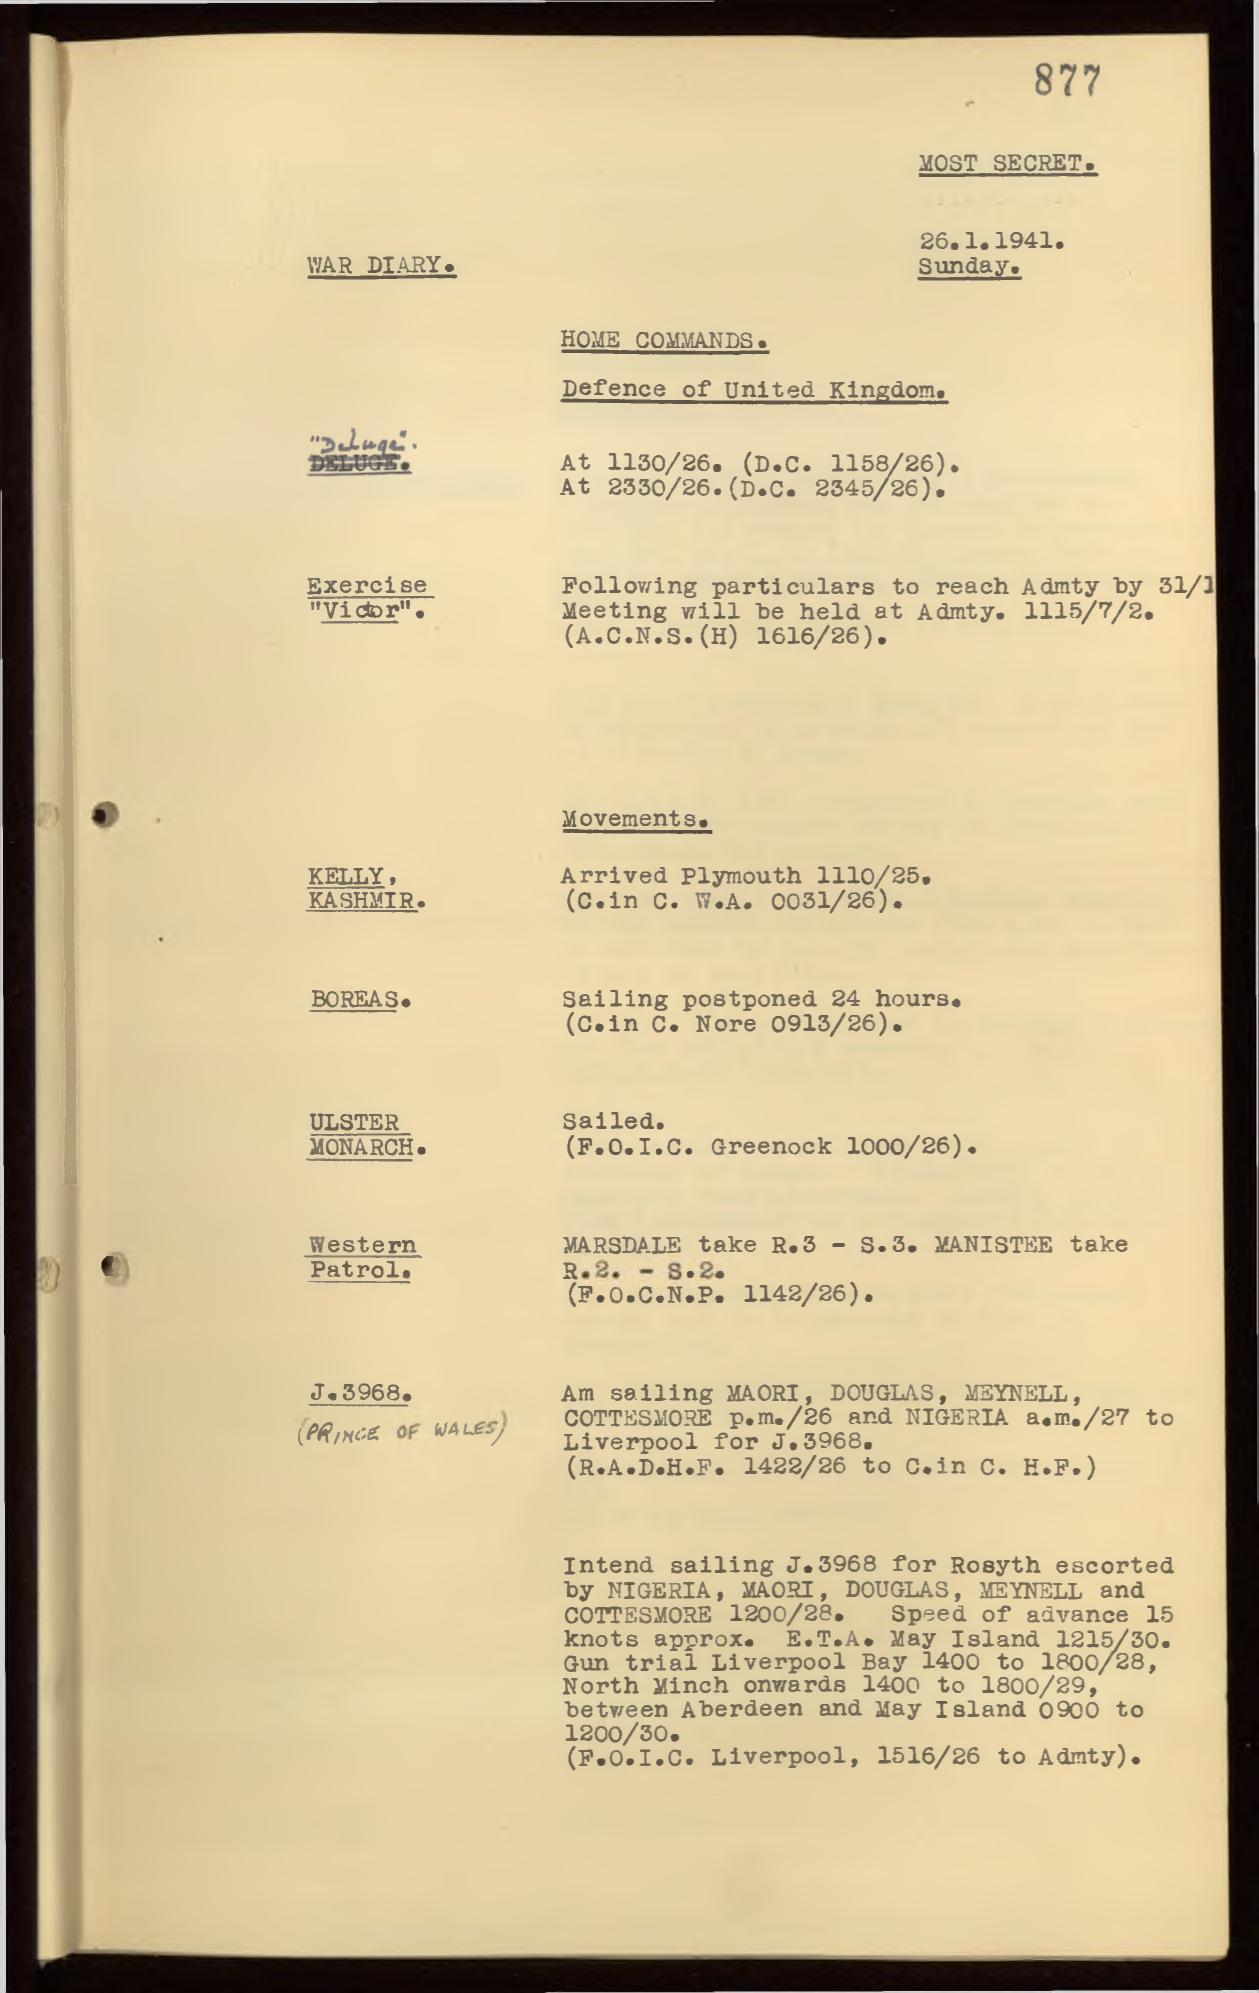 877
MOST SECRET.
26.1.1941.
Sunday.
WAR DIARY.
HOME COMMANDS.
Defence of United Kingdom.
"Deluge".
DELUGE.
At 1130/26. (D.C. 1158/26).
At 2330/26.(D.C. 2345/26).
Exercise
"Victor".
Following particulars to reach Admty by 31/1
Meeting will be held at Admty. 1115/7/2.
(A.C.N.S.(H) 1616/26).
Movements.
KELLY,
KASHMIR.
Arrived Plymouth 1110/25.
(C.in C. W.A. 0031/26).
BOREAS.
Sailing postponed 24 hours.
(C.in C. Nore 0913/26).
ULSTER
MONARCH.
Sailed.
(F.O.I.C. Greenock 1000/26).
Western
Patrol.
MARSDALE take R.3 - S.3. MANISTEE take
R.2. - S.2.
(F.O.C.N.P. 1142/26).
J.3968.
(PRINCE OF WALES)
Am sailing MAORI, DOUGLAS, MEYNELL,
COTTESMORE p.m./26 and NIGERIA a.m./27 to
Liverpool for J.3968.
(R.A.D.H.F. 1422/26 to C.in C. H.F.)
Intend sailing J.3968 for Rosyth escorted
by NIGERIA, MAORI, DOUGLAS, MEYNELL and
COTTESMORE 1200/28. Speed of advance 15
knots approx. E.T.A. May Island 1215/30.
Gun trial Liverpool Bay 1400 to 1800/28,
North Minch onwards 1400 to 1800/29,
between Aberdeen and May Island 0900 to
1200/30.
(F.O.I.C. Liverpool, 1516/26 to Admty).